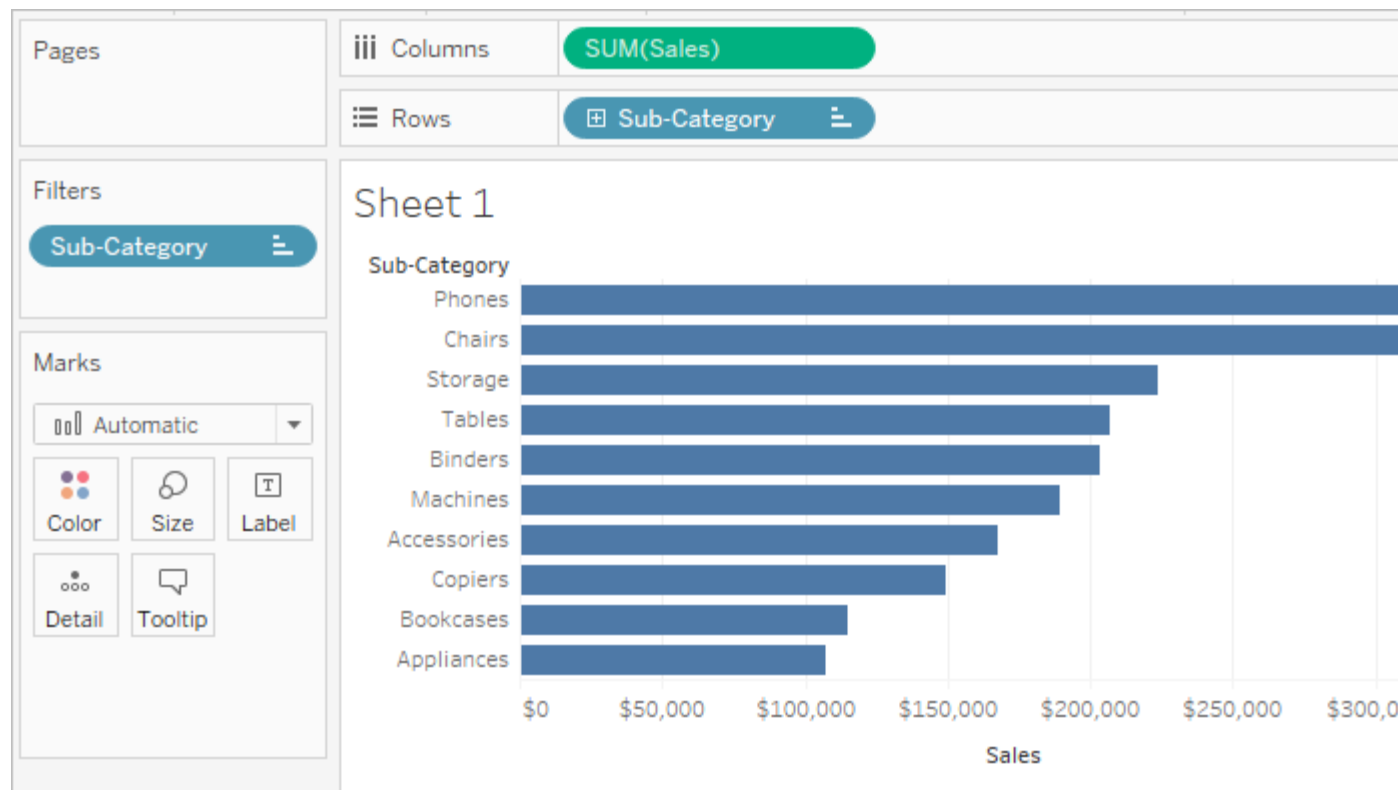 Pages
Columns
SUM(Sales)
Rows
Sub-Category
Filters
Sub-Category
Marks
Automatic
Color
Size
T
Label
Detail
Tooltip
Sheet 1
Sub-Category
Phones
Chairs
Storage
Tables
Binders
Machines
Accessories
Copiers
Bookcases
Appliances
$0 $50,000 $100,000 $150,000 $200,000 $250,000 $300,0
Sales